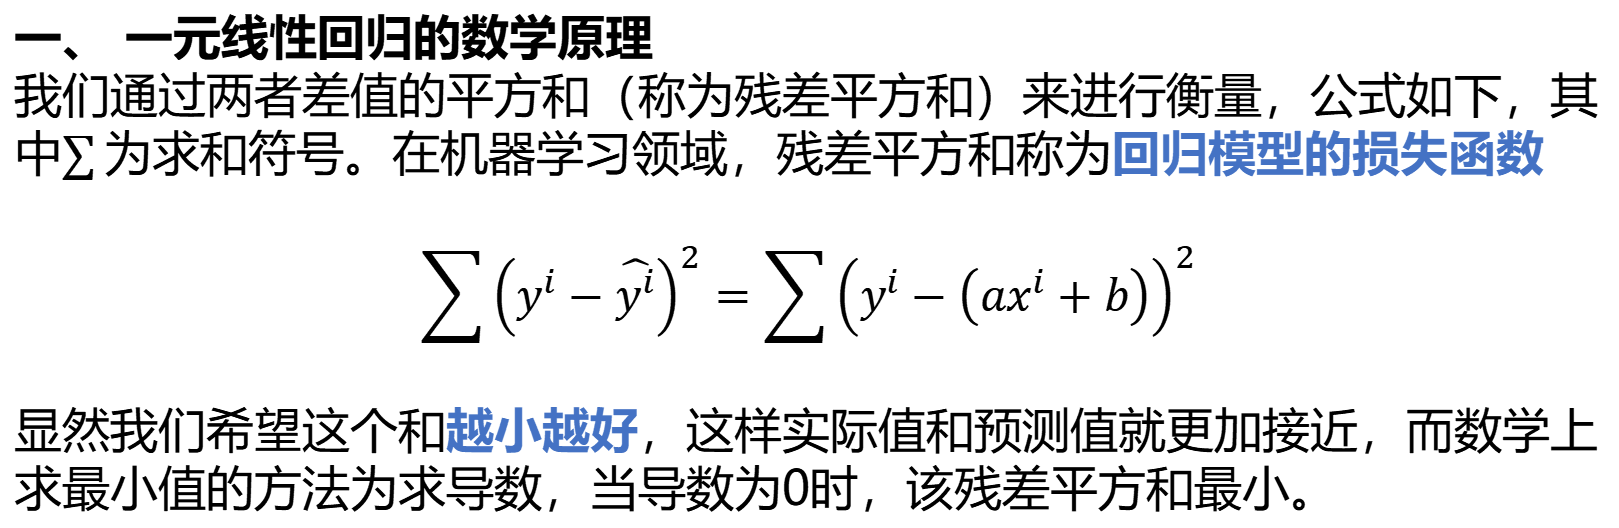 一、 一元线性回归的数学原理
我们通过两者差值的平方和（称为残差平方和）来进行衡量，公式如下，其
中∑为求和符号。在机器学习领域，残差平方和称为回归模型的损失函数
∑(yⁱ − ŷⁱ)² = ∑(yⁱ − (axⁱ + b))²
显然我们希望这个和越小越好，这样实际值和预测值就更加接近，而数学上
求最小值的方法为求导数，当导数为0时，该残差平方和最小。